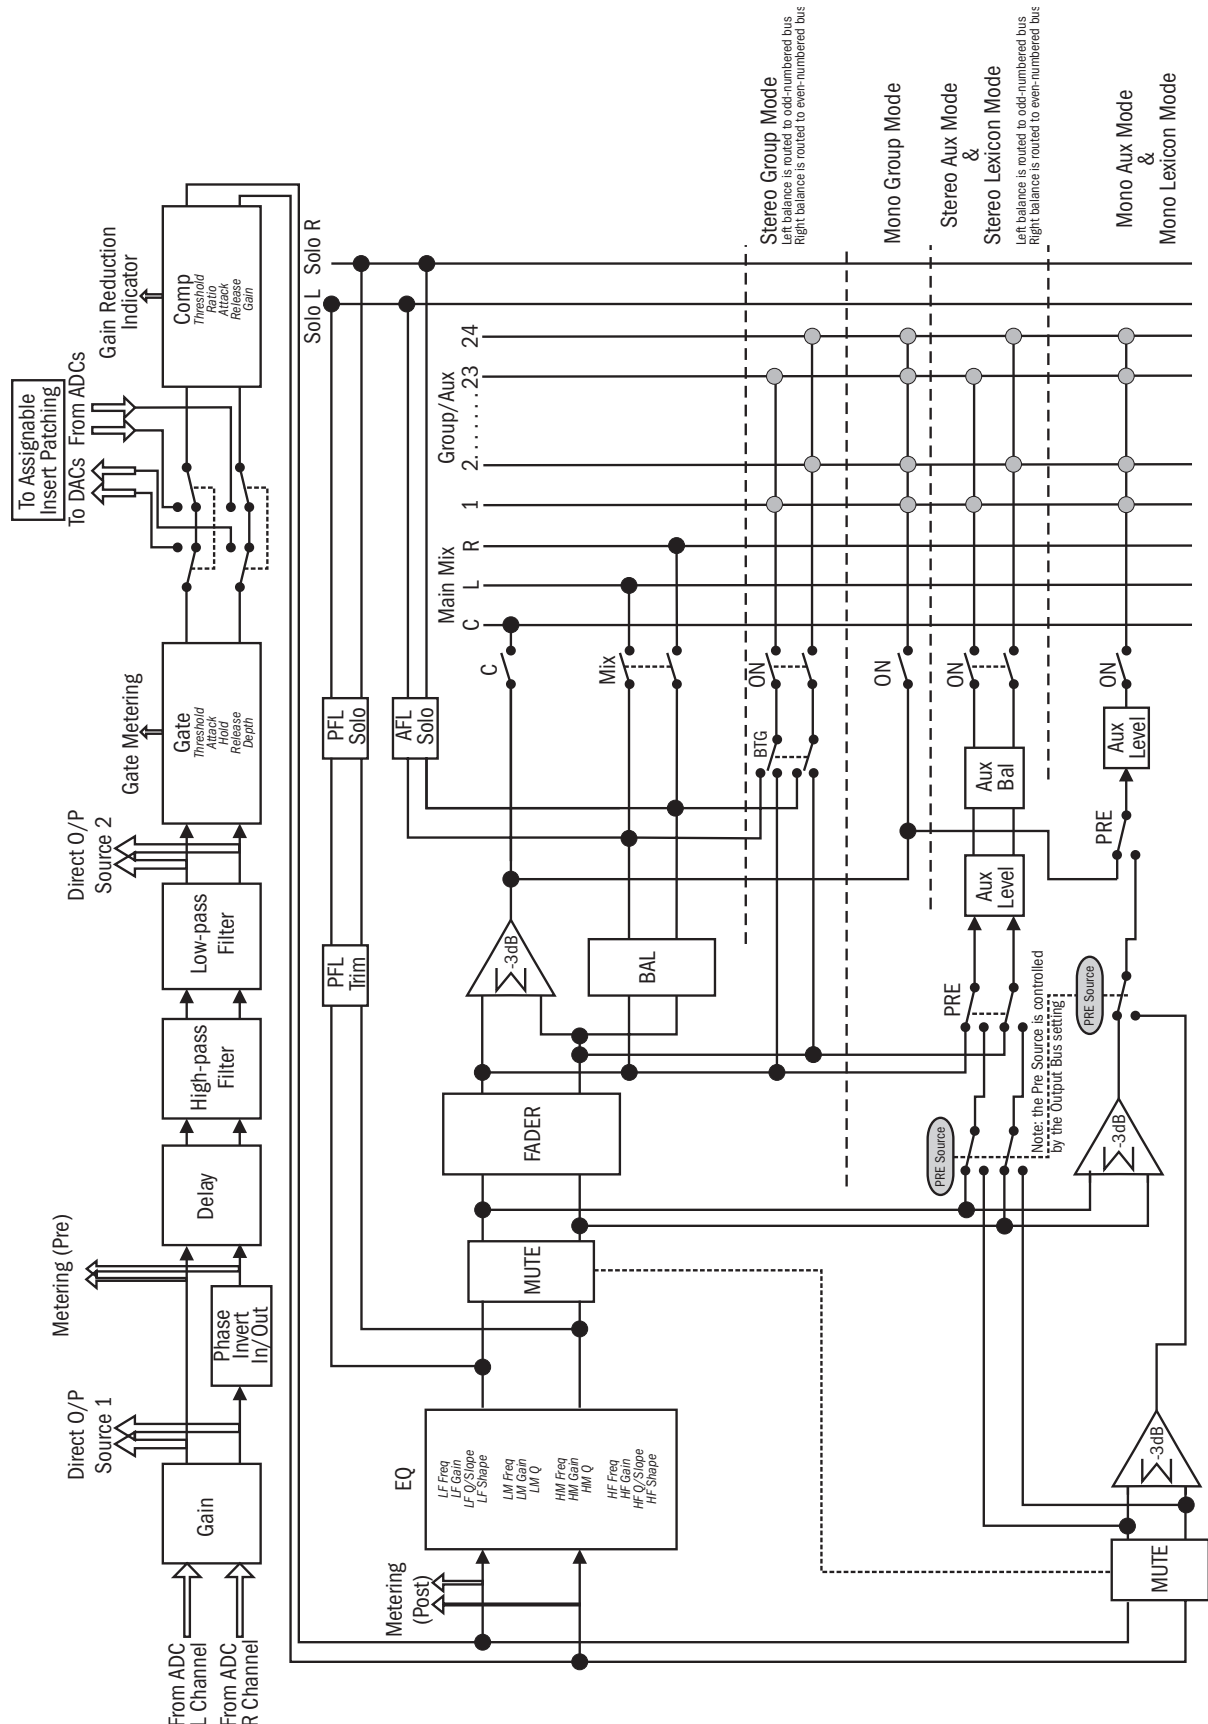 From ADC
L Channel
From ADC
R Channel
Gain
Direct O/P
Source 1
Phase
Invert
In/Out
Metering (Pre)
Delay
High-pass
Filter
Low-pass
Filter
Direct O/P
Source 2
Gate Metering
Gate
Threshold
Attack
Hold
Release
Depth
To Assignable
Insert Patching
To DACs
From ADCs
Gain Reduction
Indicator
Comp
Threshold
Ratio
Attack
Release
Gain
Metering
(Post)
EQ
LF Freq
LF Gain
LF Q/Slope
LF Shape
LM Freq
LM Gain
LM Q
HM Freq
HM Gain
HM Q
HF Freq
HF Gain
HF Q/Slope
HF Shape
MUTE
FADER
PFL
Trim
PFL
Solo
AFL
Solo
Solo L
Solo R
Σ
-3dB
BAL
C
Mix
Main Mix
C
L
R
Group/Aux
1
2........23
24
BTG
ON
Stereo Group Mode
Left balance is routed to odd-numbered bus
Right balance is routed to even-numbered bus
ON
Mono Group Mode
PRE Source
PRE
Aux
Level
Aux
Bal
ON
Stereo Aux Mode
&
Stereo Lexicon Mode
Left balance is routed to odd-numbered bus
Right balance is routed to even-numbered bus
Note: the Pre Source is controlled
by the Output Bus setting
MUTE
Σ
-3dB
Σ
-3dB
PRE Source
PRE
Aux
Level
ON
Mono Aux Mode
&
Mono Lexicon Mode